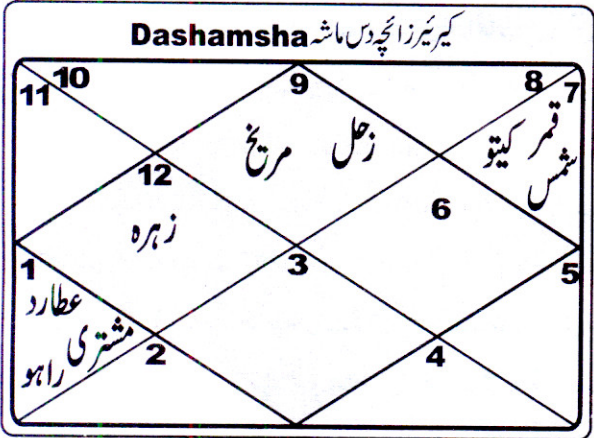 کیرئیر زائچہ دس ماشہ Dashamsha
10 9 8 7
11
قمر کیتو
شمس
زحل مریخ
12
6
زہرہ
3
1 5
عطارد
مشتری
راہو
2 4